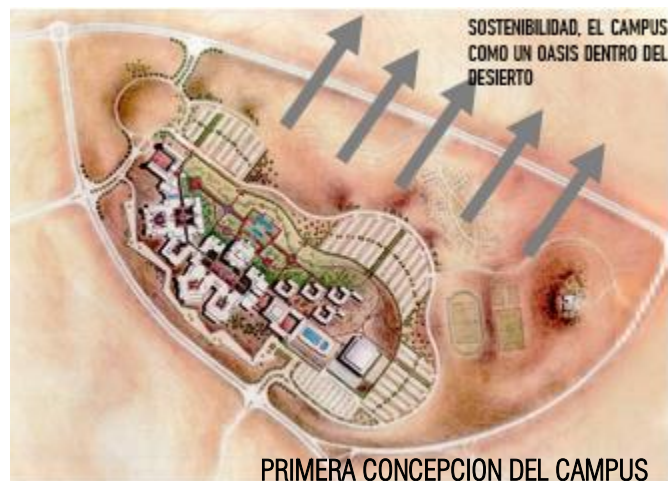 SOSTENIBILIDAD, EL CAMPUS
COMO UN OASIS DENTRO DEL
DESIERTO
PRIMERA CONCEPCION DEL CAMPUS